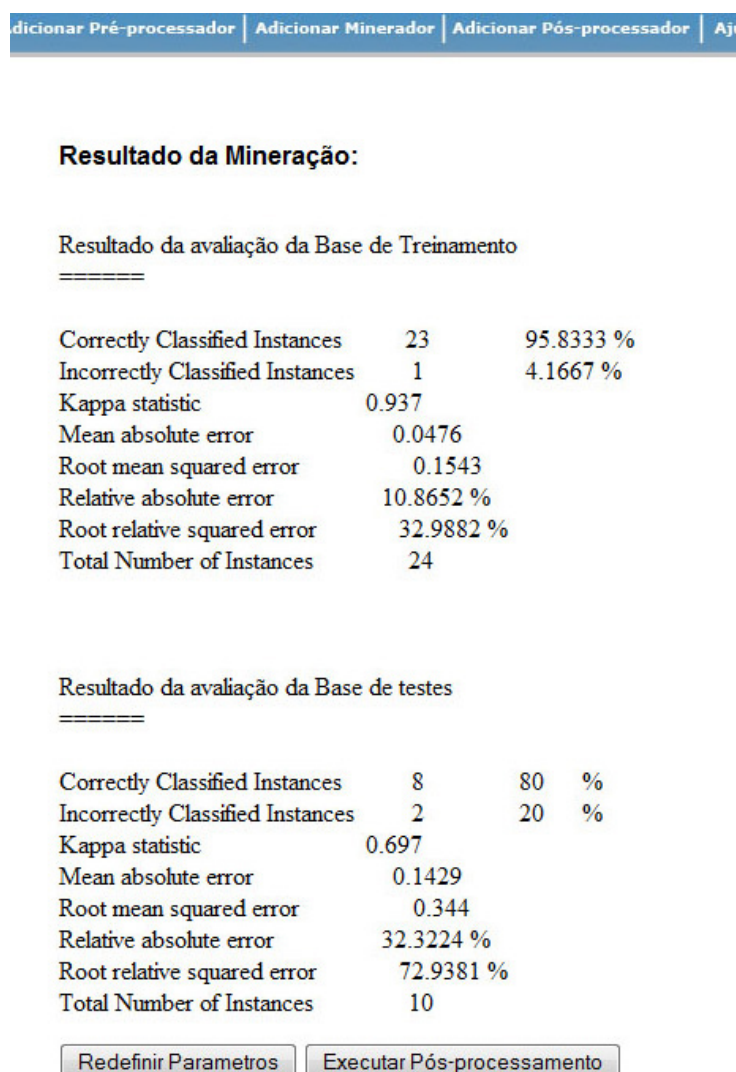 dicionar Pré-processador | Adicionar Minerador | Adicionar Pós-processador | Aj
Resultado da Mineração:
Resultado da avaliação da Base de Treinamento
======
Correctly Classified Instances 23 95.8333 %
Incorrectly Classified Instances 1 4.1667 %
Kappa statistic 0.937
Mean absolute error 0.0476
Root mean squared error 0.1543
Relative absolute error 10.8652 %
Root relative squared error 32.9882 %
Total Number of Instances 24
Resultado da avaliação da Base de testes
======
Correctly Classified Instances 8 80 %
Incorrectly Classified Instances 2 20 %
Kappa statistic 0.697
Mean absolute error 0.1429
Root mean squared error 0.344
Relative absolute error 32.3224 %
Root relative squared error 72.9381 %
Total Number of Instances 10
Redefinir Parametros Executar Pós-processamento